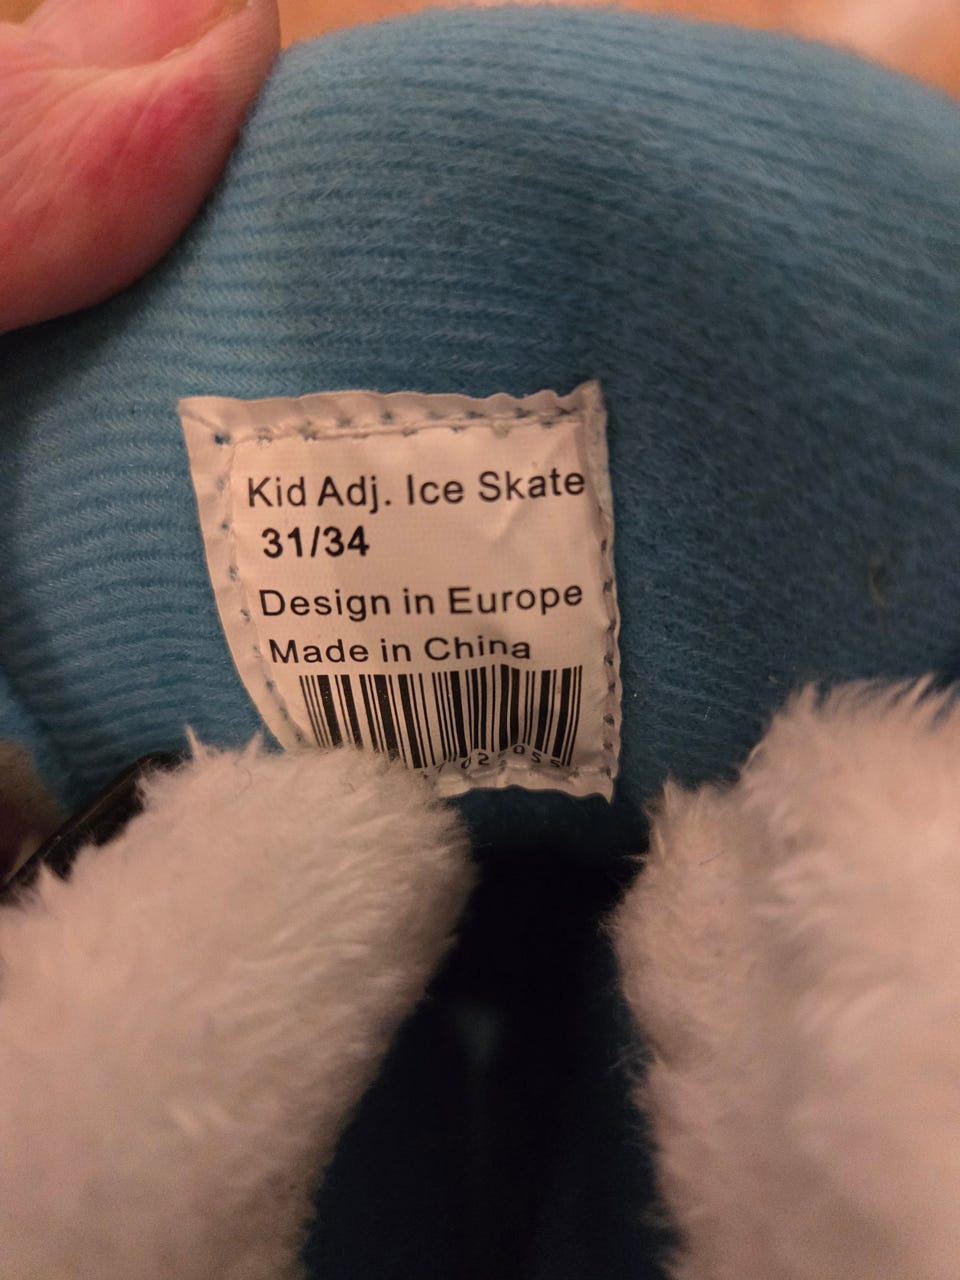 Kid Adj. Ice Skate
31/34
Design in Europe
Made in China